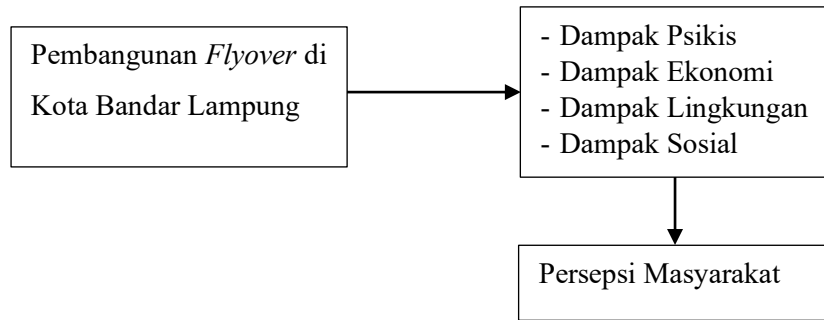 Pembangunan Flyover di
Kota Bandar Lampung
- Dampak Psikis
- Dampak Ekonomi
- Dampak Lingkungan
- Dampak Sosial
Persepsi Masyarakat